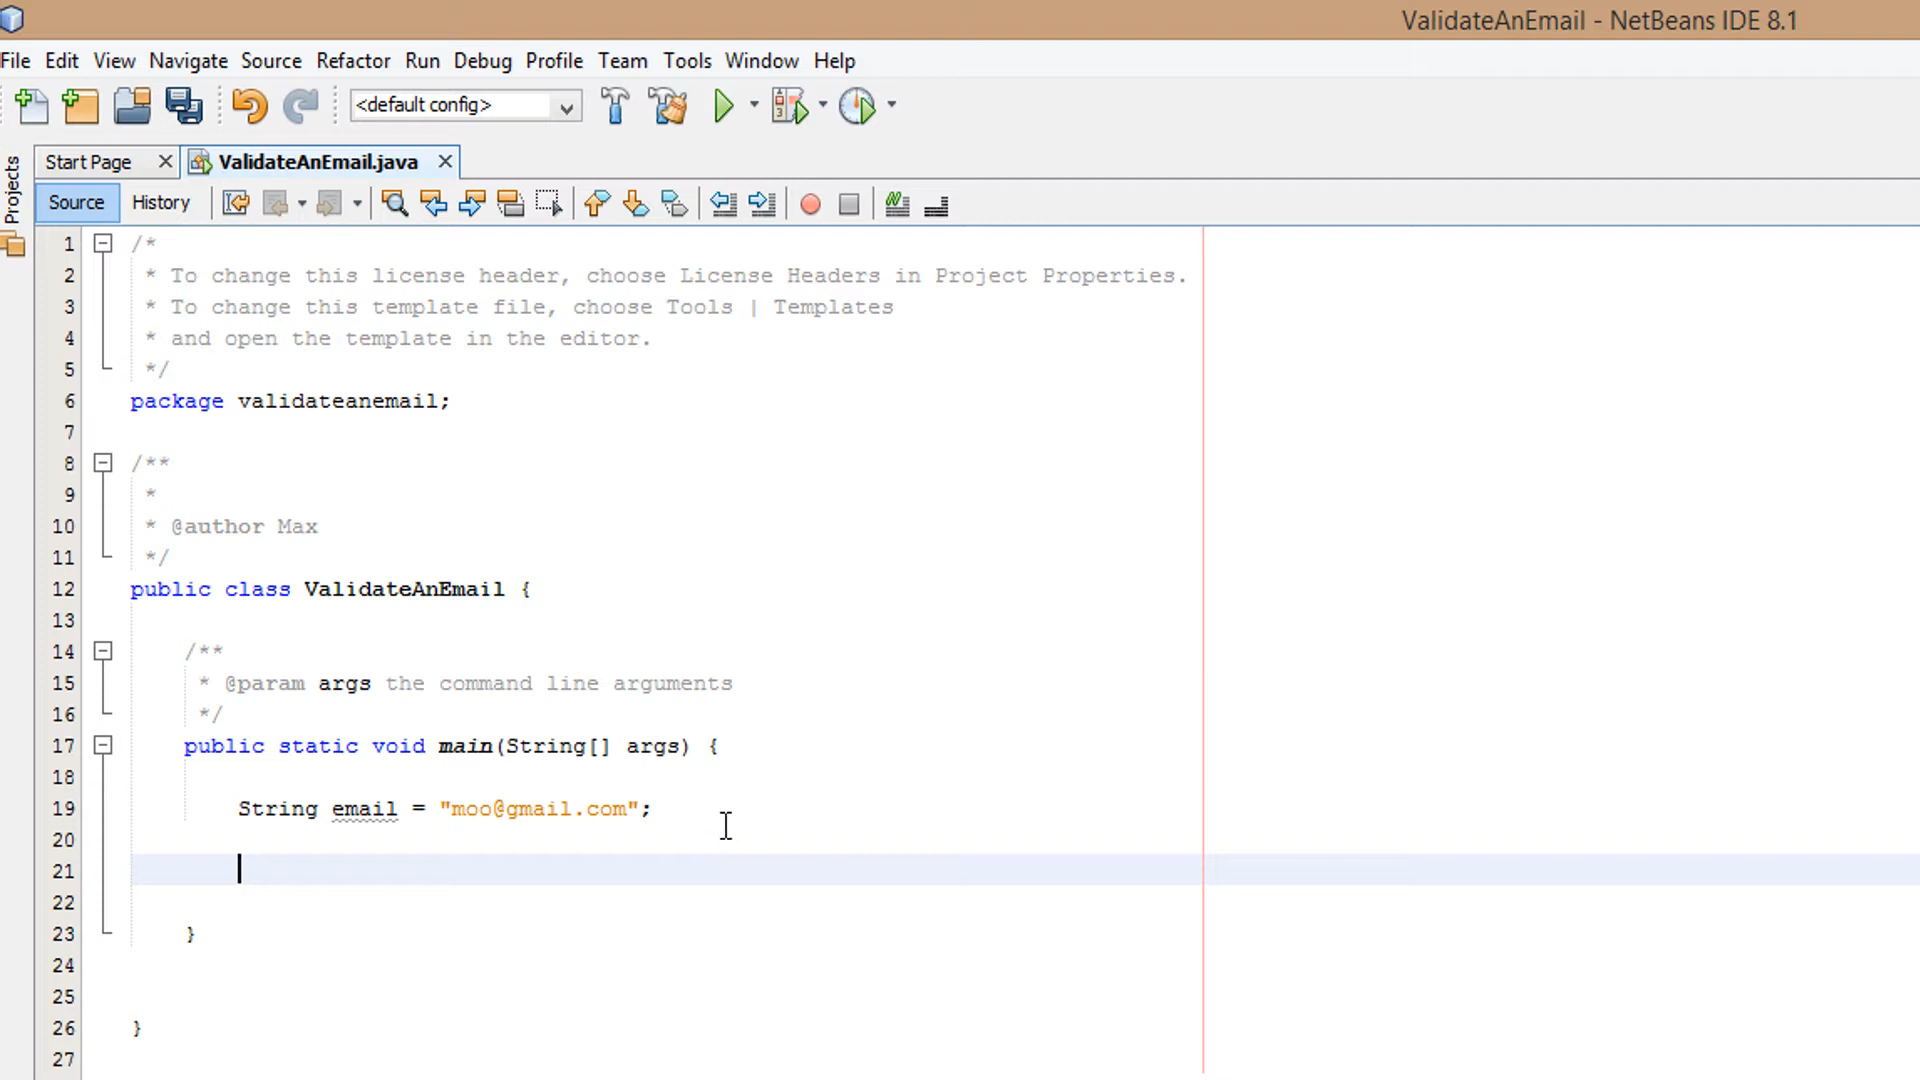 ValidateAnEmail - NetBeans IDE 8.1
File Edit View Navigate Source Refactor Run Debug Profile Team Tools Window Help
<default config>
Projects
Start Page ValidateAnEmail.java
Source History
1 /*
2 * To change this license header, choose License Headers in Project Properties.
3 * To change this template file, choose Tools | Templates
4 * and open the template in the editor.
5 */
6 package validateanemail;
7
8 /**
9 *
10 * @author Max
11 */
12 public class ValidateAnEmail {
13
14 /**
15 * @param args the command line arguments
16 */
17 public static void main(String[] args) {
18
19 String email = "moo@gmail.com";
20
21
22
23 }
24
25
26 }
27